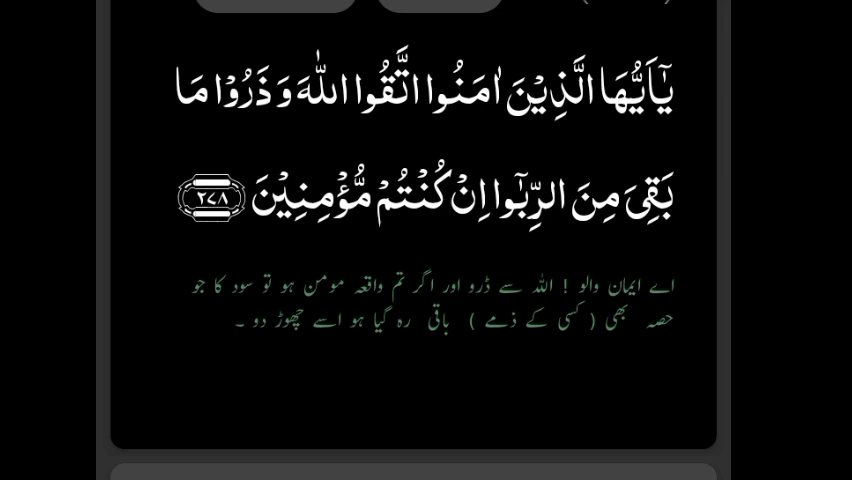 يٰٓاَيُّهَا الَّذِيْنَ اٰمَنُوا اتَّقُوا اللّٰهَ وَ ذَرُوْا مَا
بَقِيَ مِنَ الرِّبٰٓوا اِنْ كُنْتُمْ مُّؤْمِنِيْنَ ﴿۲۷۸﴾
اے ایمان والو ! اللہ سے ڈرو اور اگر تم واقعہ مومن ہو تو سود کا جو
حصہ بھی ( کسی کے ذمے ) باقی رہ گیا ہو اسے چھوڑ دو ۔